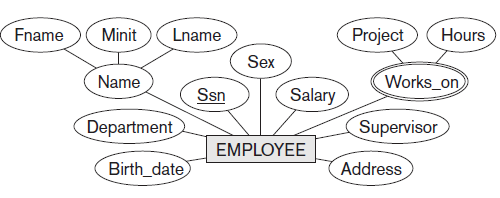 Fname
Minit
Lname
Project
Hours
Name
Sex
Works_on
Ssn
Salary
Department
Supervisor
EMPLOYEE
Birth_date
Address